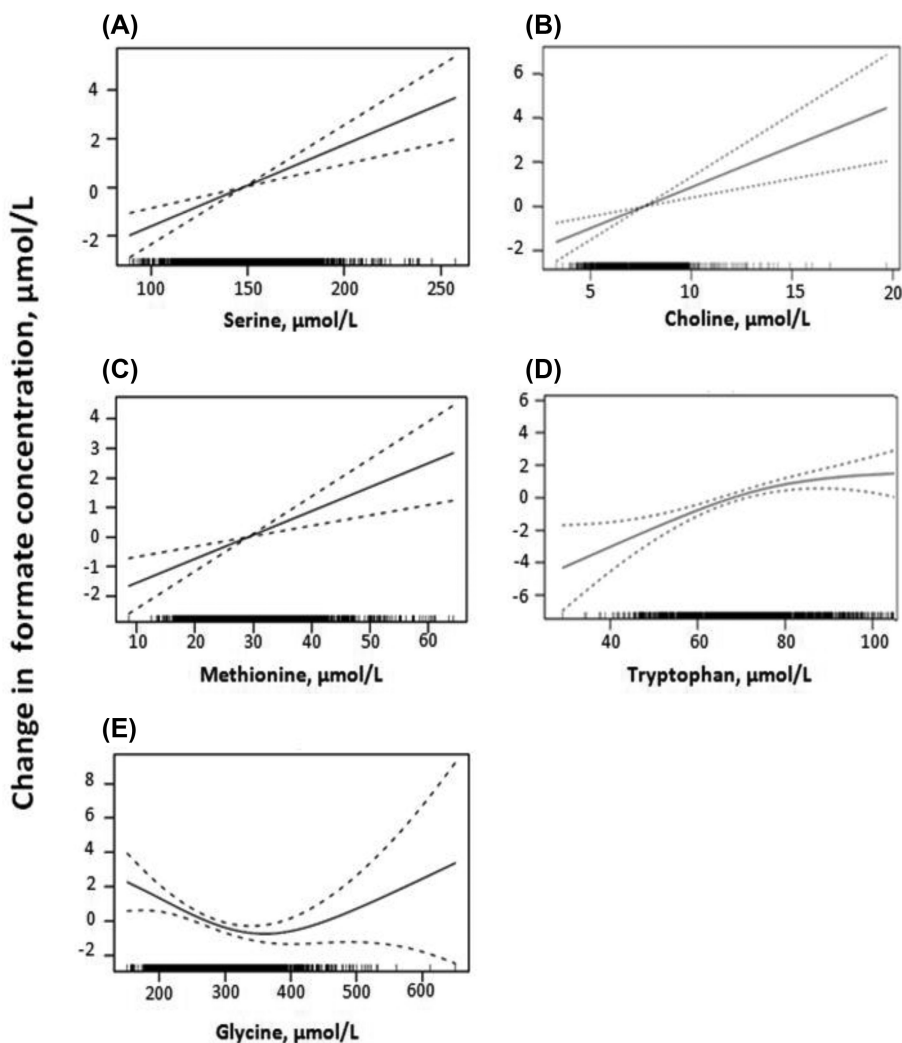 Change in formate concentration, µmol/L
(A)
4
2
0
-2
100 150 200 250
Serine, µmol/L
(B)
6
4
2
0
-2
5 10 15 20
Choline, µmol/L
(C)
4
3
2
1
0
-1
-2
10 20 30 40 50 60
Methionine, µmol/L
(D)
6
4
2
0
-2
-4
-6
40 60 80 100
Tryptophan, µmol/L
(E)
8
6
4
2
0
-2
200 300 400 500 600
Glycine, µmol/L